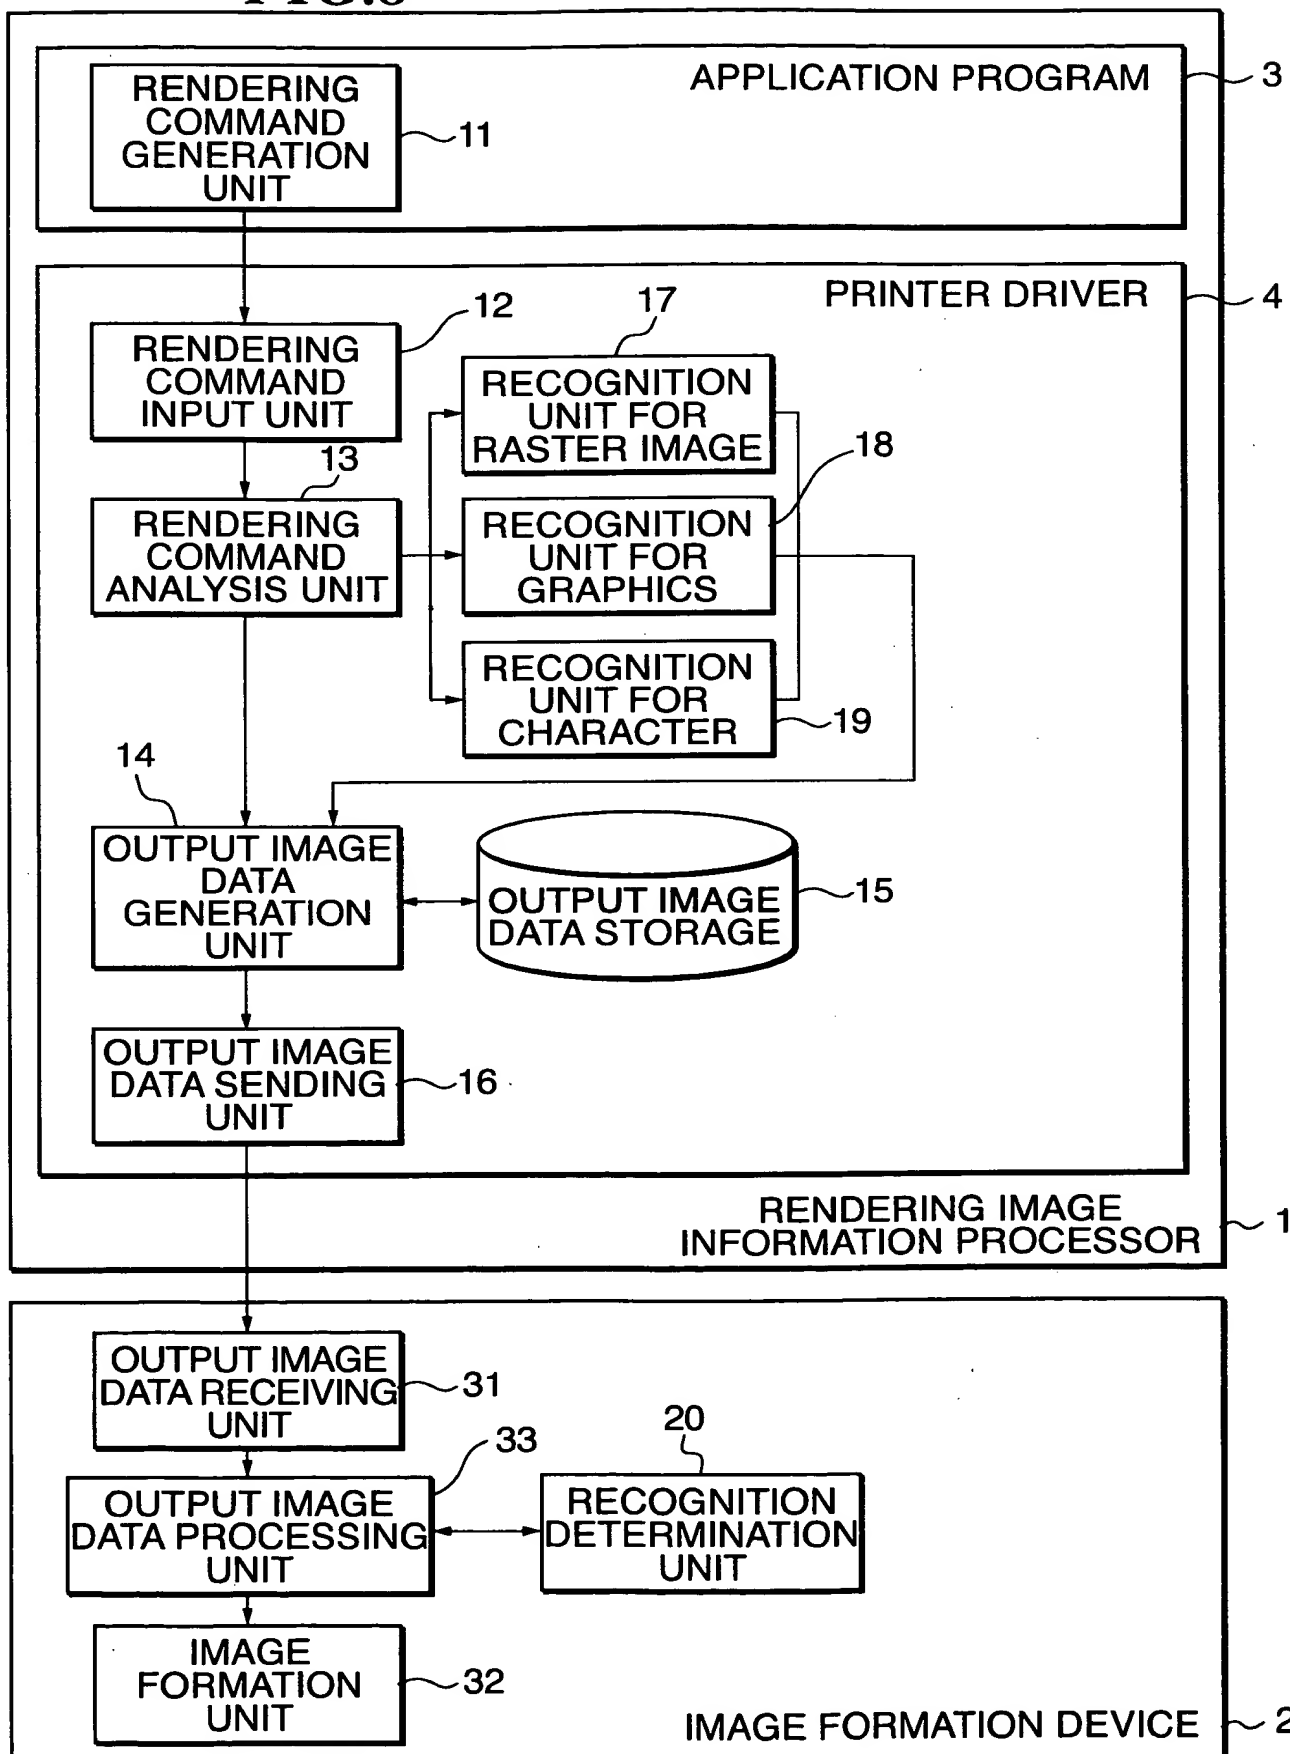 APPLICATION PROGRAM
3
RENDERING
COMMAND
GENERATION
UNIT
11
PRINTER DRIVER
4
12
RENDERING
COMMAND
INPUT UNIT
17
RECOGNITION
UNIT FOR
RASTER IMAGE
13
RENDERING
COMMAND
ANALYSIS UNIT
18
RECOGNITION
UNIT FOR
GRAPHICS
RECOGNITION
UNIT FOR
CHARACTER
19
14
OUTPUT IMAGE
DATA
GENERATION
UNIT
OUTPUT IMAGE
DATA STORAGE
15
OUTPUT IMAGE
DATA SENDING
UNIT
16
RENDERING IMAGE
INFORMATION PROCESSOR
1
OUTPUT IMAGE
DATA RECEIVING
UNIT
31
33
OUTPUT IMAGE
DATA PROCESSING
UNIT
20
RECOGNITION
DETERMINATION
UNIT
IMAGE
FORMATION
UNIT
32
IMAGE FORMATION DEVICE
2